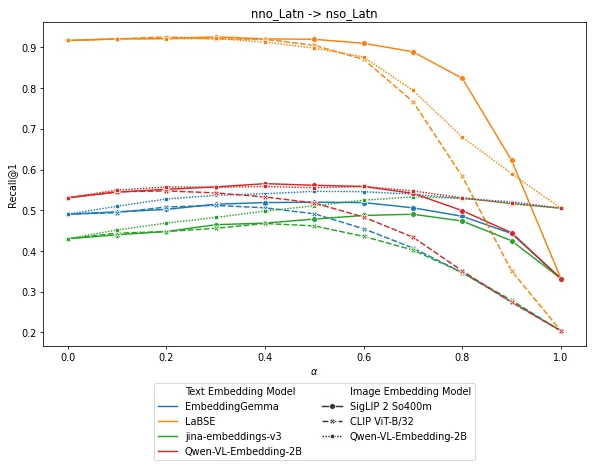 nno_Latn -> nso_Latn
Recall@1
0.9
0.8
0.7
0.6
0.5
0.4
0.3
0.2
0.0 0.2 0.4 0.6 0.8 1.0
α
Text Embedding Model
EmbeddingGemma
LaBSE
jina-embeddings-v3
Qwen-VL-Embedding-2B
Image Embedding Model
SigLIP 2 So400m
CLIP ViT-B/32
Qwen-VL-Embedding-2B